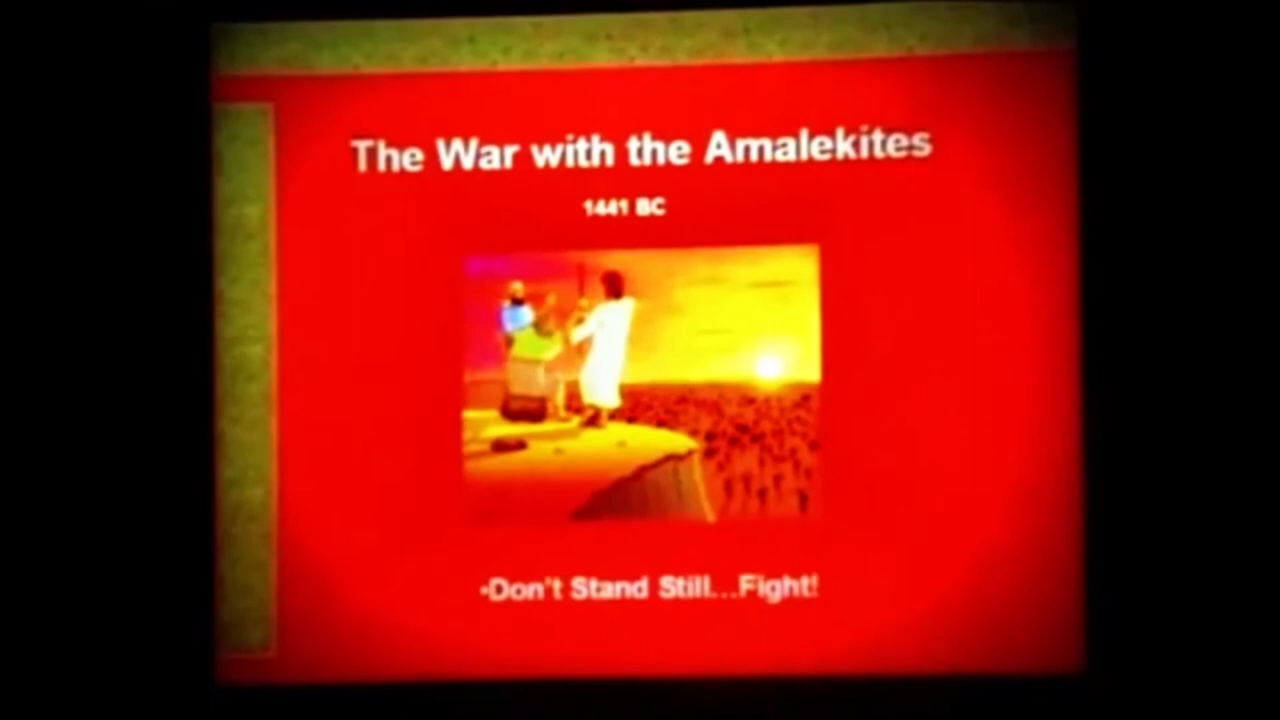 The War with the Amalekites
1441 BC
•Don't Stand Still...Fight!